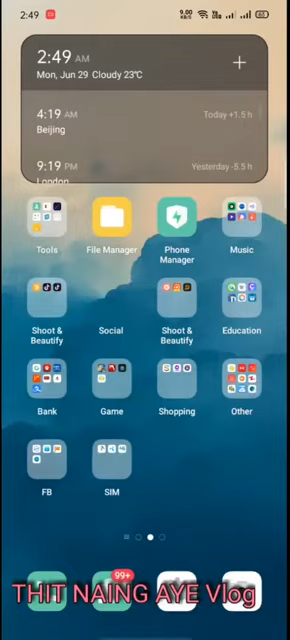 2:49
9.00
2:49 AM
Mon, Jun 29 Cloudy 23℃
4:19 AM
Today +1.5 h
Beijing
9:19 PM
Yesterday -5.5 h
London
Tools
File Manager
Phone
Manager
Music
Shoot &
Beautify
Social
Shoot &
Beautify
Education
Bank
Game
Shopping
Other
FB
SIM
99+
THIT NAING AYE Vlog